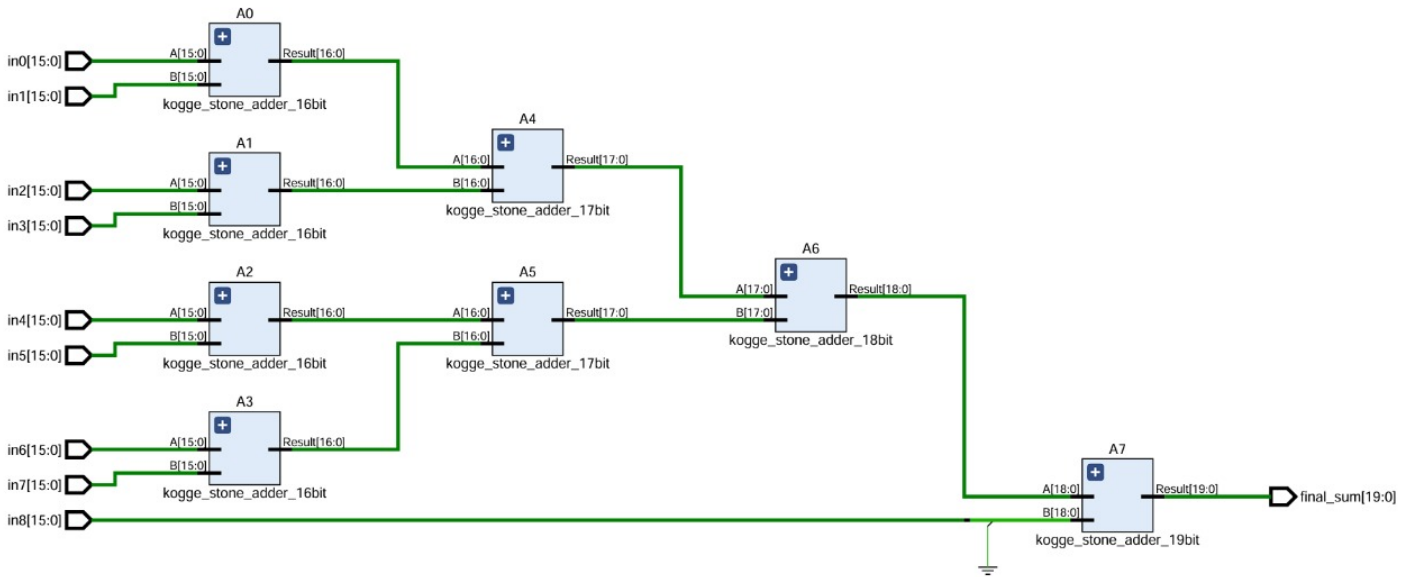 A0
in0[15:0]
A[15:0]
Result[16:0]
in1[15:0]
B[15:0]
kogge_stone_adder_16bit
A1
in2[15:0]
A[15:0]
Result[16:0]
in3[15:0]
B[15:0]
kogge_stone_adder_16bit
A4
A[16:0]
Result[17:0]
B[16:0]
kogge_stone_adder_17bit
A2
in4[15:0]
A[15:0]
Result[16:0]
in5[15:0]
B[15:0]
kogge_stone_adder_16bit
A5
A[16:0]
Result[17:0]
B[16:0]
kogge_stone_adder_17bit
A6
A[17:0]
Result[18:0]
B[17:0]
kogge_stone_adder_18bit
A3
in6[15:0]
A[15:0]
Result[16:0]
in7[15:0]
B[15:0]
kogge_stone_adder_16bit
in8[15:0]
A7
A[18:0]
Result[19:0]
B[18:0]
kogge_stone_adder_19bit
final_sum[19:0]